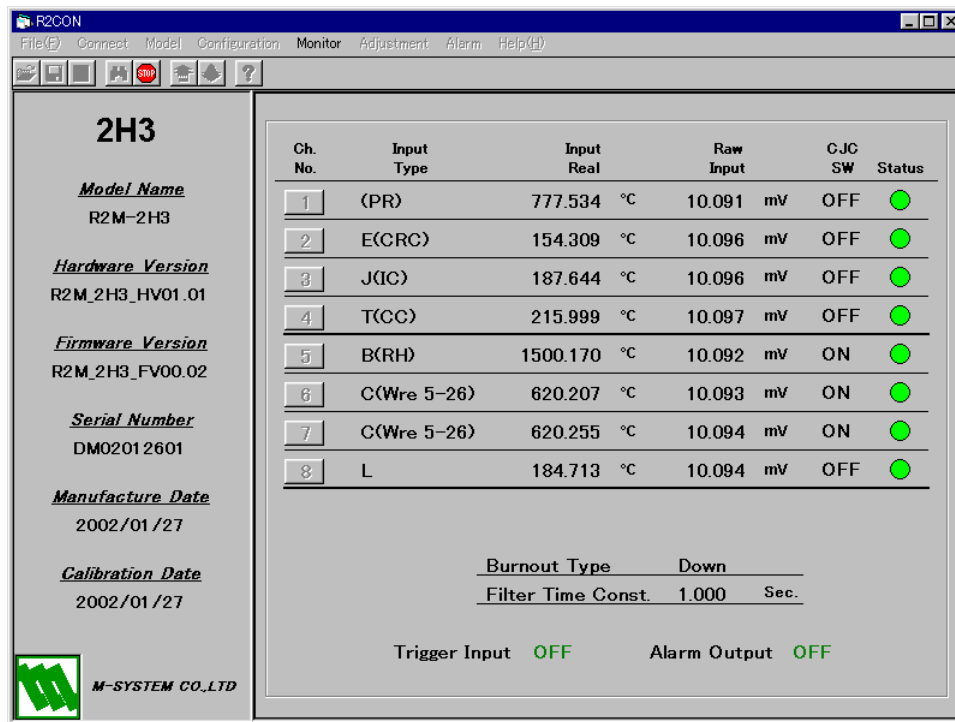 R2CON
File(F) Connect Model Configuration Monitor Adjustment Alarm Help(H)
STOP ?
2H3
Model Name
R2M-2H3
Hardware Version
R2M_2H3_HV01.01
Firmware Version
R2M_2H3_FV00.02
Serial Number
DM02012601
Manufacture Date
2002/01/27
Calibration Date
2002/01/27
M-SYSTEM CO.,LTD
Ch. No. Input Type Input Real Raw Input CJC SW Status
1 (PR) 777.534 °C 10.091 mV OFF
2 E(CRC) 154.309 °C 10.096 mV OFF
3 J(IC) 187.644 °C 10.096 mV OFF
4 T(CC) 215.999 °C 10.097 mV OFF
5 B(RH) 1500.170 °C 10.092 mV ON
6 C(Wre 5-26) 620.207 °C 10.093 mV ON
7 C(Wre 5-26) 620.255 °C 10.094 mV ON
8 L 184.713 °C 10.094 mV OFF
Burnout Type Down
Filter Time Const. 1.000 Sec.
Trigger Input OFF Alarm Output OFF